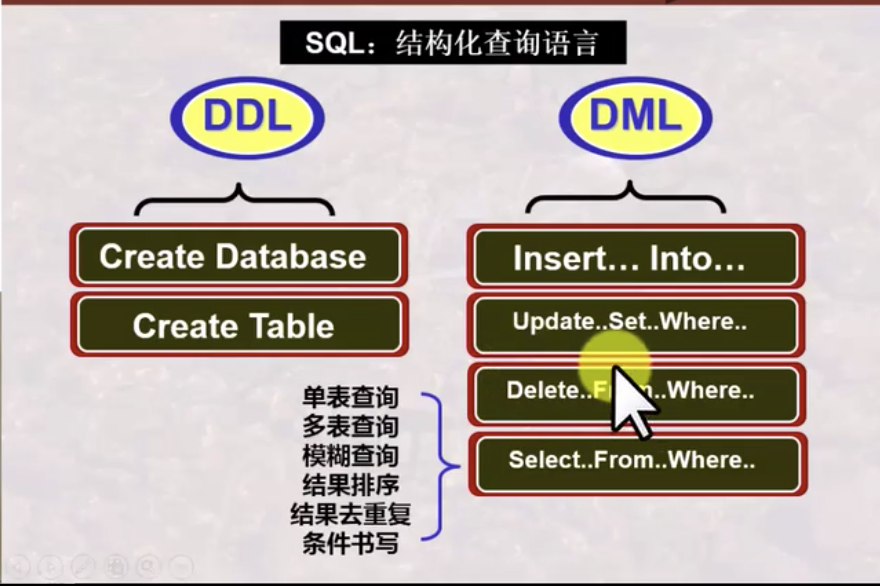 SQL：结构化查询语言
DDL
DML
Create Database
Create Table
Insert… Into…
Update..Set..Where..
Delete..From..Where..
Select..From..Where..
单表查询
多表查询
模糊查询
结果排序
结果去重复
条件书写